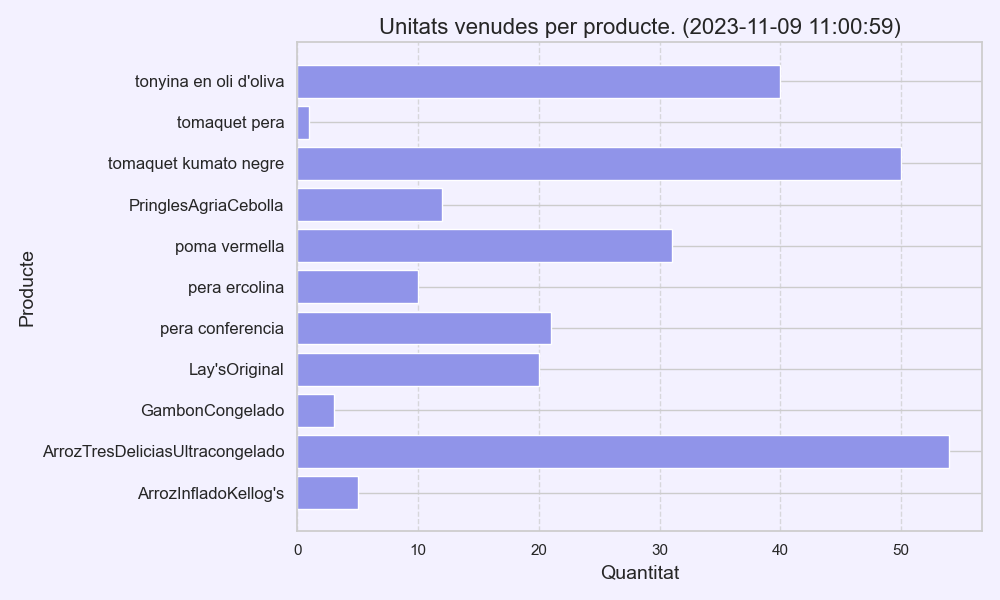 Unitats venudes per producte. (2023-11-09 11:00:59)
Producte
tonyina en oli d'oliva
tomaquet pera
tomaquet kumato negre
PringlesAgriaCebolla
poma vermella
pera ercolina
pera conferencia
Lay'sOriginal
GambonCongelado
ArrozTresDeliciasUltracongelado
ArrozInfladoKellog's
0 10 20 30 40 50
Quantitat